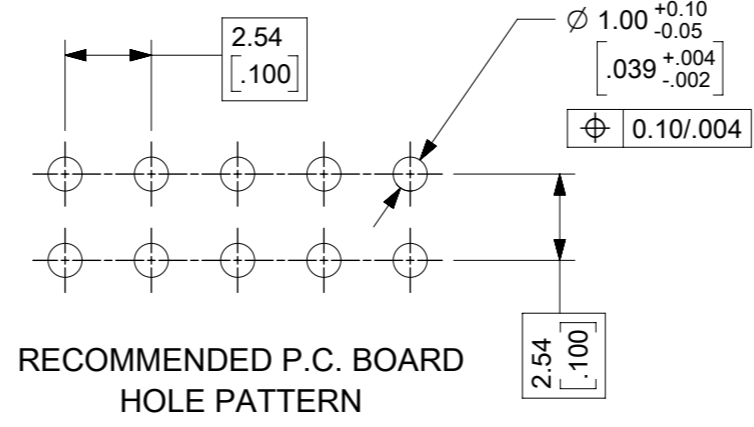 2.54
[.100]
Ø 1.00 +0.10 -0.05
[.039 +.004 -.002]
⌖ 0.10/.004
2.54
[.100]
RECOMMENDED P.C. BOARD
HOLE PATTERN